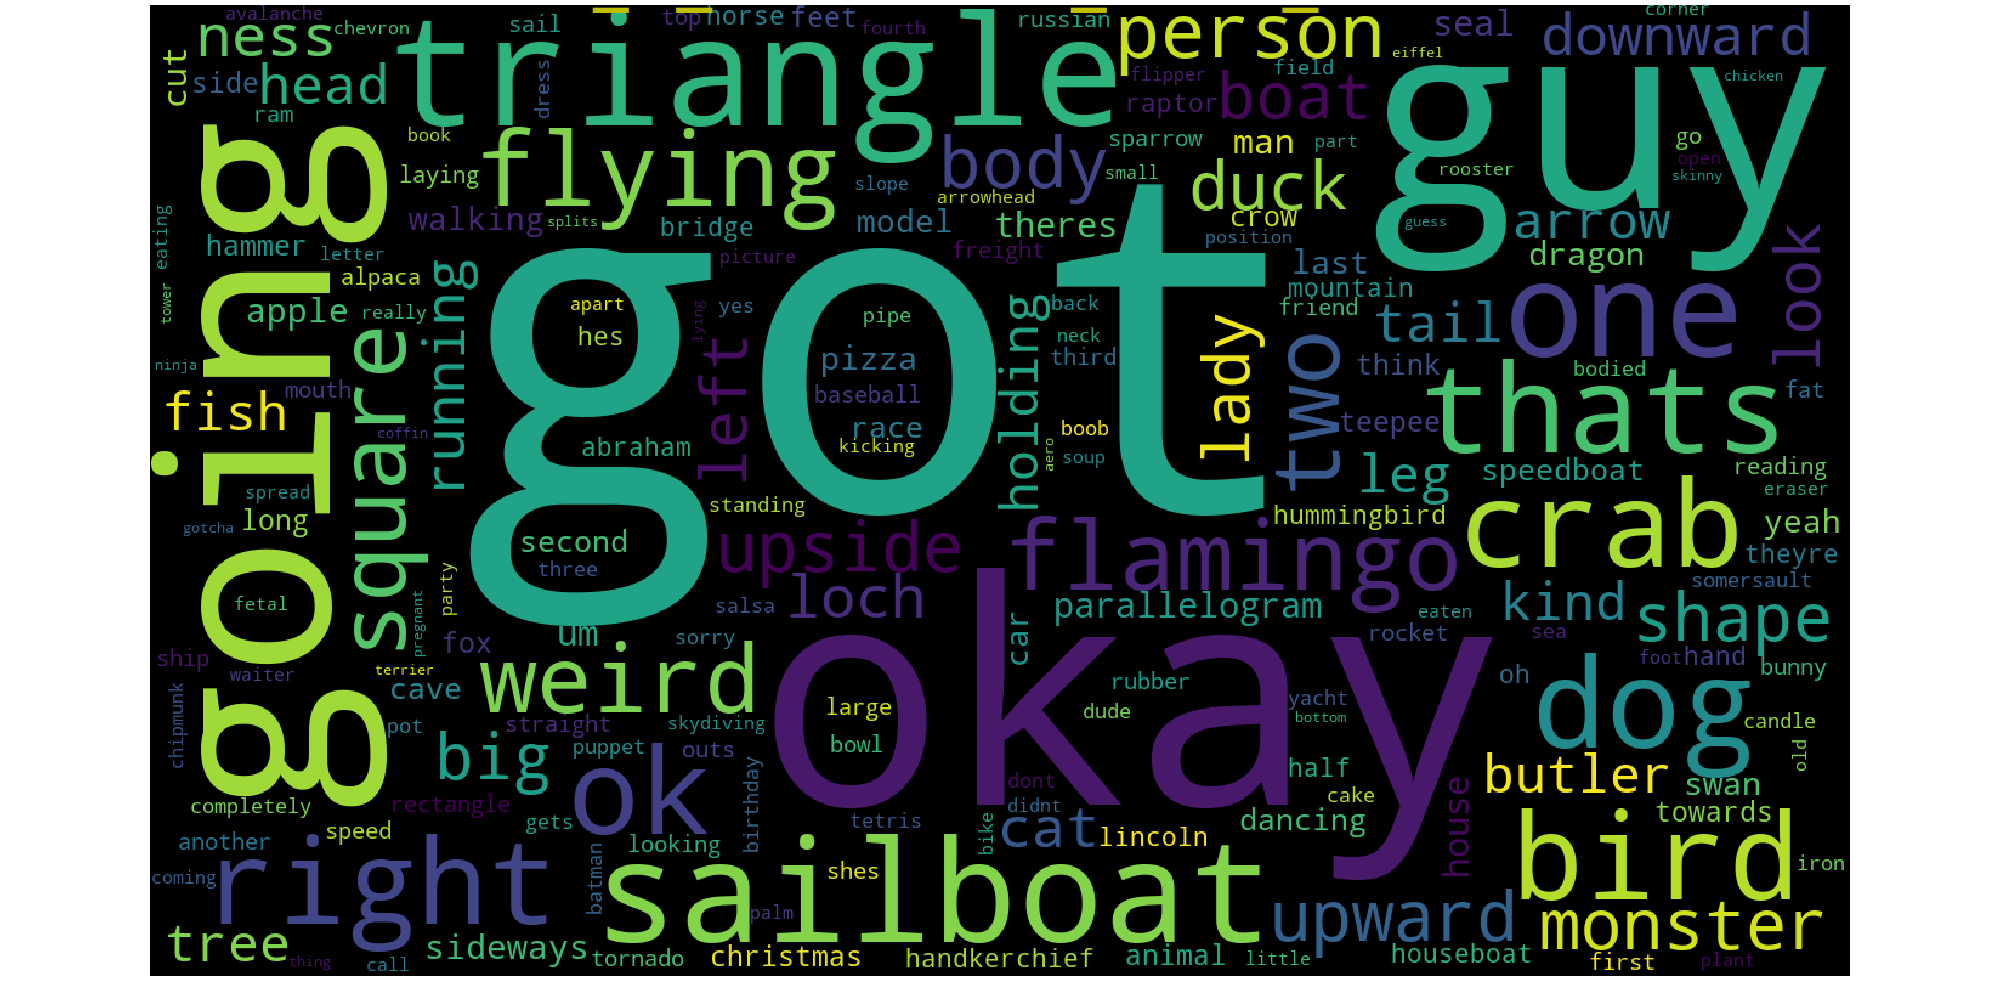 avalanche
chevron
ness
cut
side
head
ram
sail
dress
triangle
top
horse
feet
fourth
russian
person
eiffel
seal
corner
downward
flipper
field
raptor
boat
guy
chicken
book
laying
flying
body
slope
arrowhead
sparrow
small
man
part
duck
crow
rooster
go
open
skinny
eating
hammer
letter
walking
splits
bridge
picture
model
freight
theres
position
guess
arrow
dragon
look
tower
alpaca
apple
really
running
going
square
got
apart
hes
lying
yes
left
pipe
pizza
baseball
race
kicking
holding
back
neck
third
lady
last
mountain
friend
two
think
tail
one
bodied
fat
ninja
mouth
fish
coffin
abraham
aero
boob
soup
teepee
thats
leg
speedboat
reading
eraser
spread
long
gotcha
standing
second
three
upside
flamingo
hummingbird
crab
yeah
theyre
somersault
fetal
party
pregnant
um
salsa
loch
parallelogram
car
eaten
kind
shape
fox
sorry
rocket
sea
ship
waiter
terrier
cave
weird
okay
rubber
dude
yacht
bottom
oh
foot
hand
bunny
dog
candle
old
chipmunk
pot
straight
skydiving
large
bowl
big
puppet
outs
ok
birthday
dont
didnt
half
cake
house
butler
swan
completely
rectangle
gets
tetris
bike
cat
lincoln
dancing
towards
another
speed
looking
right
sailboat
batman
shes
bird
iron
coming
palm
upward
monster
tree
sideways
thing
call
tornado
christmas
handkerchief
animal
little
houseboat
first
plant